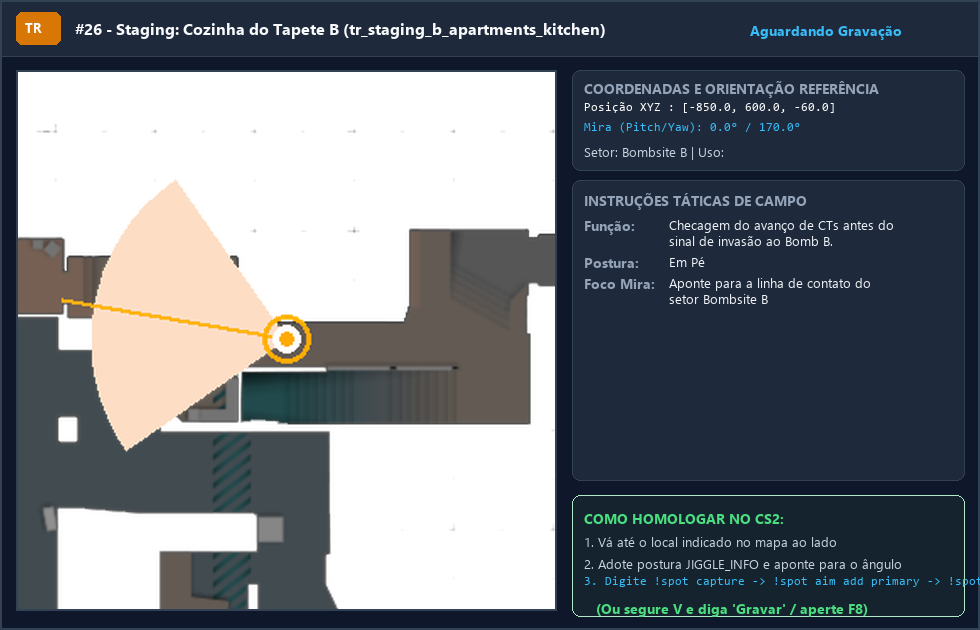 TR
#26 - Staging: Cozinha do Tapete B (tr_staging_b_apartments_kitchen)
Aguardando Gravação
COORDENADAS E ORIENTAÇÃO REFERÊNCIA
Posição XYZ : [-850.0, 600.0, -60.0]
Mira (Pitch/Yaw): 0.0° / 170.0°
Setor: Bombsite B | Uso:
INSTRUÇÕES TÁTICAS DE CAMPO
Função: Checagem do avanço de CTs antes do
sinal de invasão ao Bomb B.
Postura: Em Pé
Foco Mira: Aponte para a linha de contato do
setor Bombsite B
COMO HOMOLOGAR NO CS2:
1. Vá até o local indicado no mapa ao lado
2. Adote postura JIGGLE_INFO e aponte para o ângulo
3. Digite !spot capture -> !spot aim add primary -> !spot
(Ou segure V e diga 'Gravar' / aperte F8)